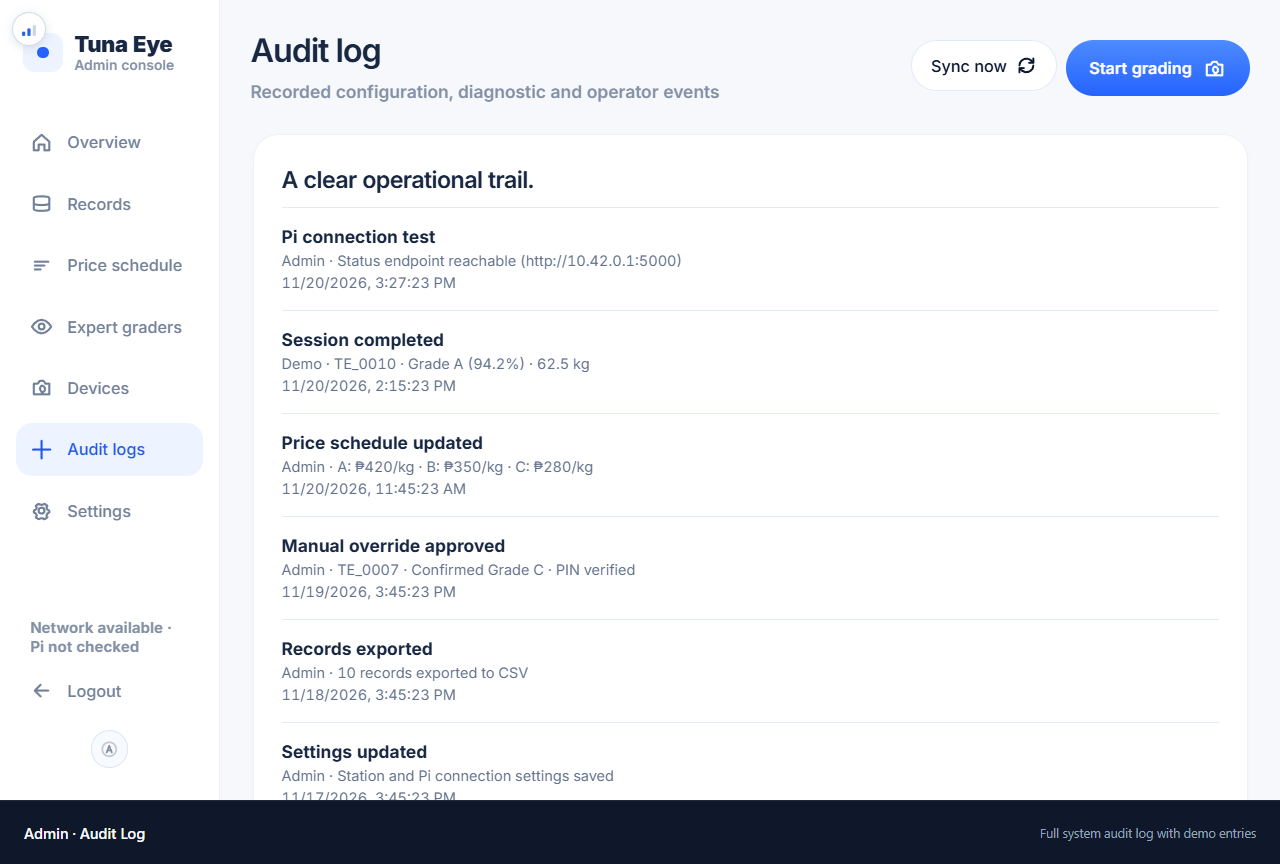 Tuna Eye
Admin console
Overview
Records
Price schedule
Expert graders
Devices
Audit logs
Settings
Network available ·
Pi not checked
Logout
A
Audit log
Recorded configuration, diagnostic and operator events
Sync now
Start grading
A clear operational trail.
Pi connection test
Admin · Status endpoint reachable (http://10.42.0.1:5000)
11/20/2026, 3:27:23 PM
Session completed
Demo · TE_0010 · Grade A (94.2%) · 62.5 kg
11/20/2026, 2:15:23 PM
Price schedule updated
Admin · A: ₱420/kg · B: ₱350/kg · C: ₱280/kg
11/20/2026, 11:45:23 AM
Manual override approved
Admin · TE_0007 · Confirmed Grade C · PIN verified
11/19/2026, 3:45:23 PM
Records exported
Admin · 10 records exported to CSV
11/18/2026, 3:45:23 PM
Settings updated
Admin · Station and Pi connection settings saved
11/17/2026, 3:45:23 PM
Admin · Audit Log
Full system audit log with demo entries